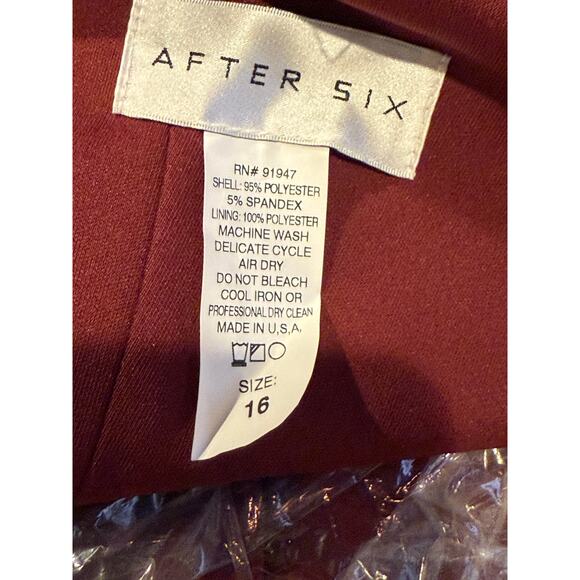 AFTER SIX
RN# 91947
SHELL: 95% POLYESTER
5% SPANDEX
LINING: 100% POLYESTER
MACHINE WASH
DELICATE CYCLE
AIR DRY
DO NOT BLEACH
COOL IRON OR
PROFESSIONAL DRY CLEAN
MADE IN U.S.A.
SIZE:
16